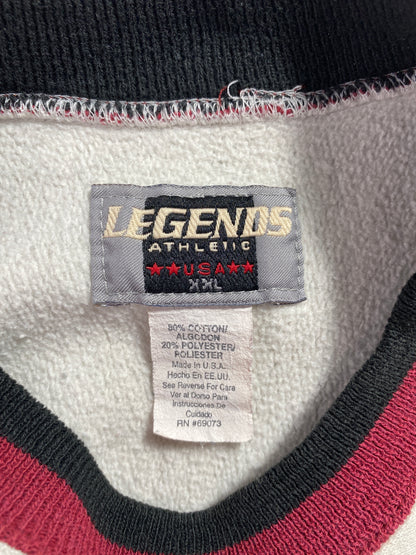 LEGENDS
ATHLETIC
★★USA★★
XXL
80% COTTON/
ALGODON
20% POLYESTER/
POLIESTER
Made In U.S.A.
Hecho En EE.UU.
See Reverse For Care
Ver al Dorso Para
Instrucciones De
Cuidado
RN #69073